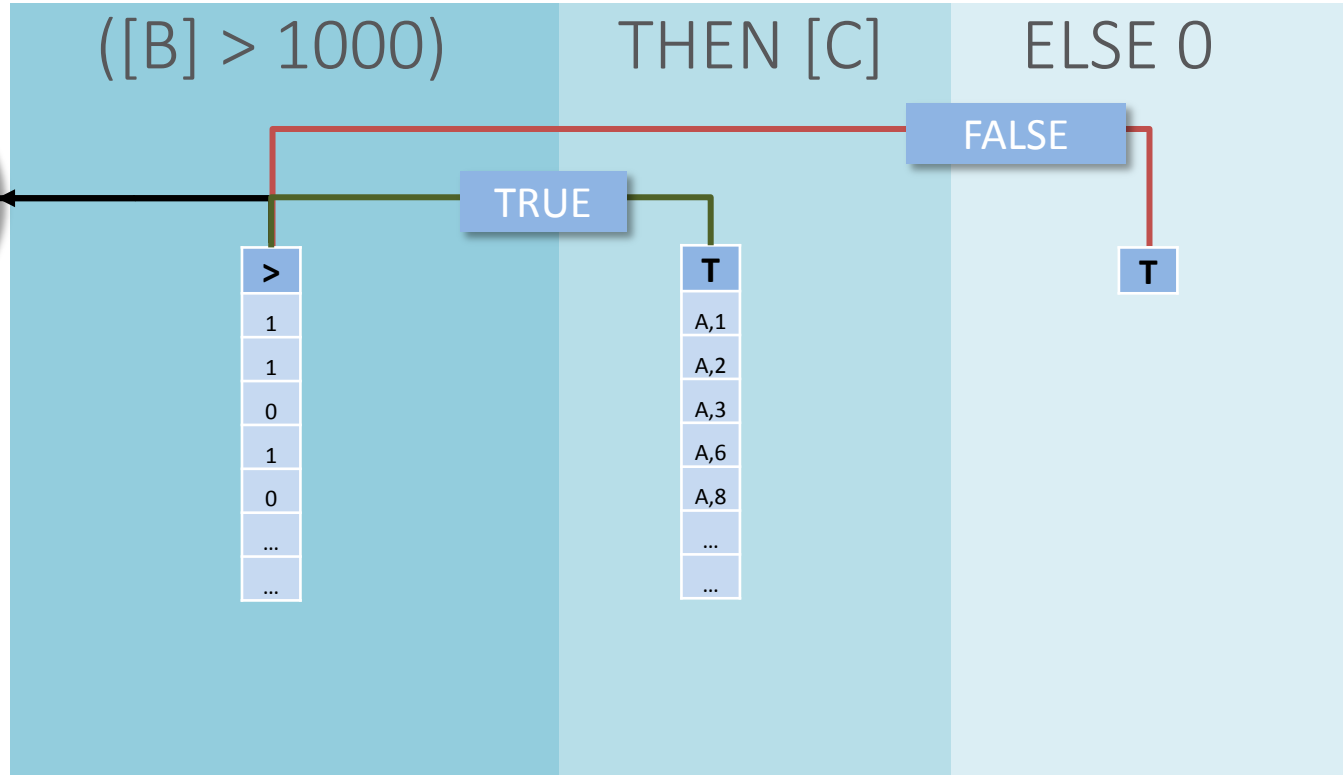 ([B] > 1000) THEN [C] ELSE 0
FALSE
TRUE
> T T
1 A,1
1 A,2
0 A,3
1 A,6
0 A,8
... ...
... ...